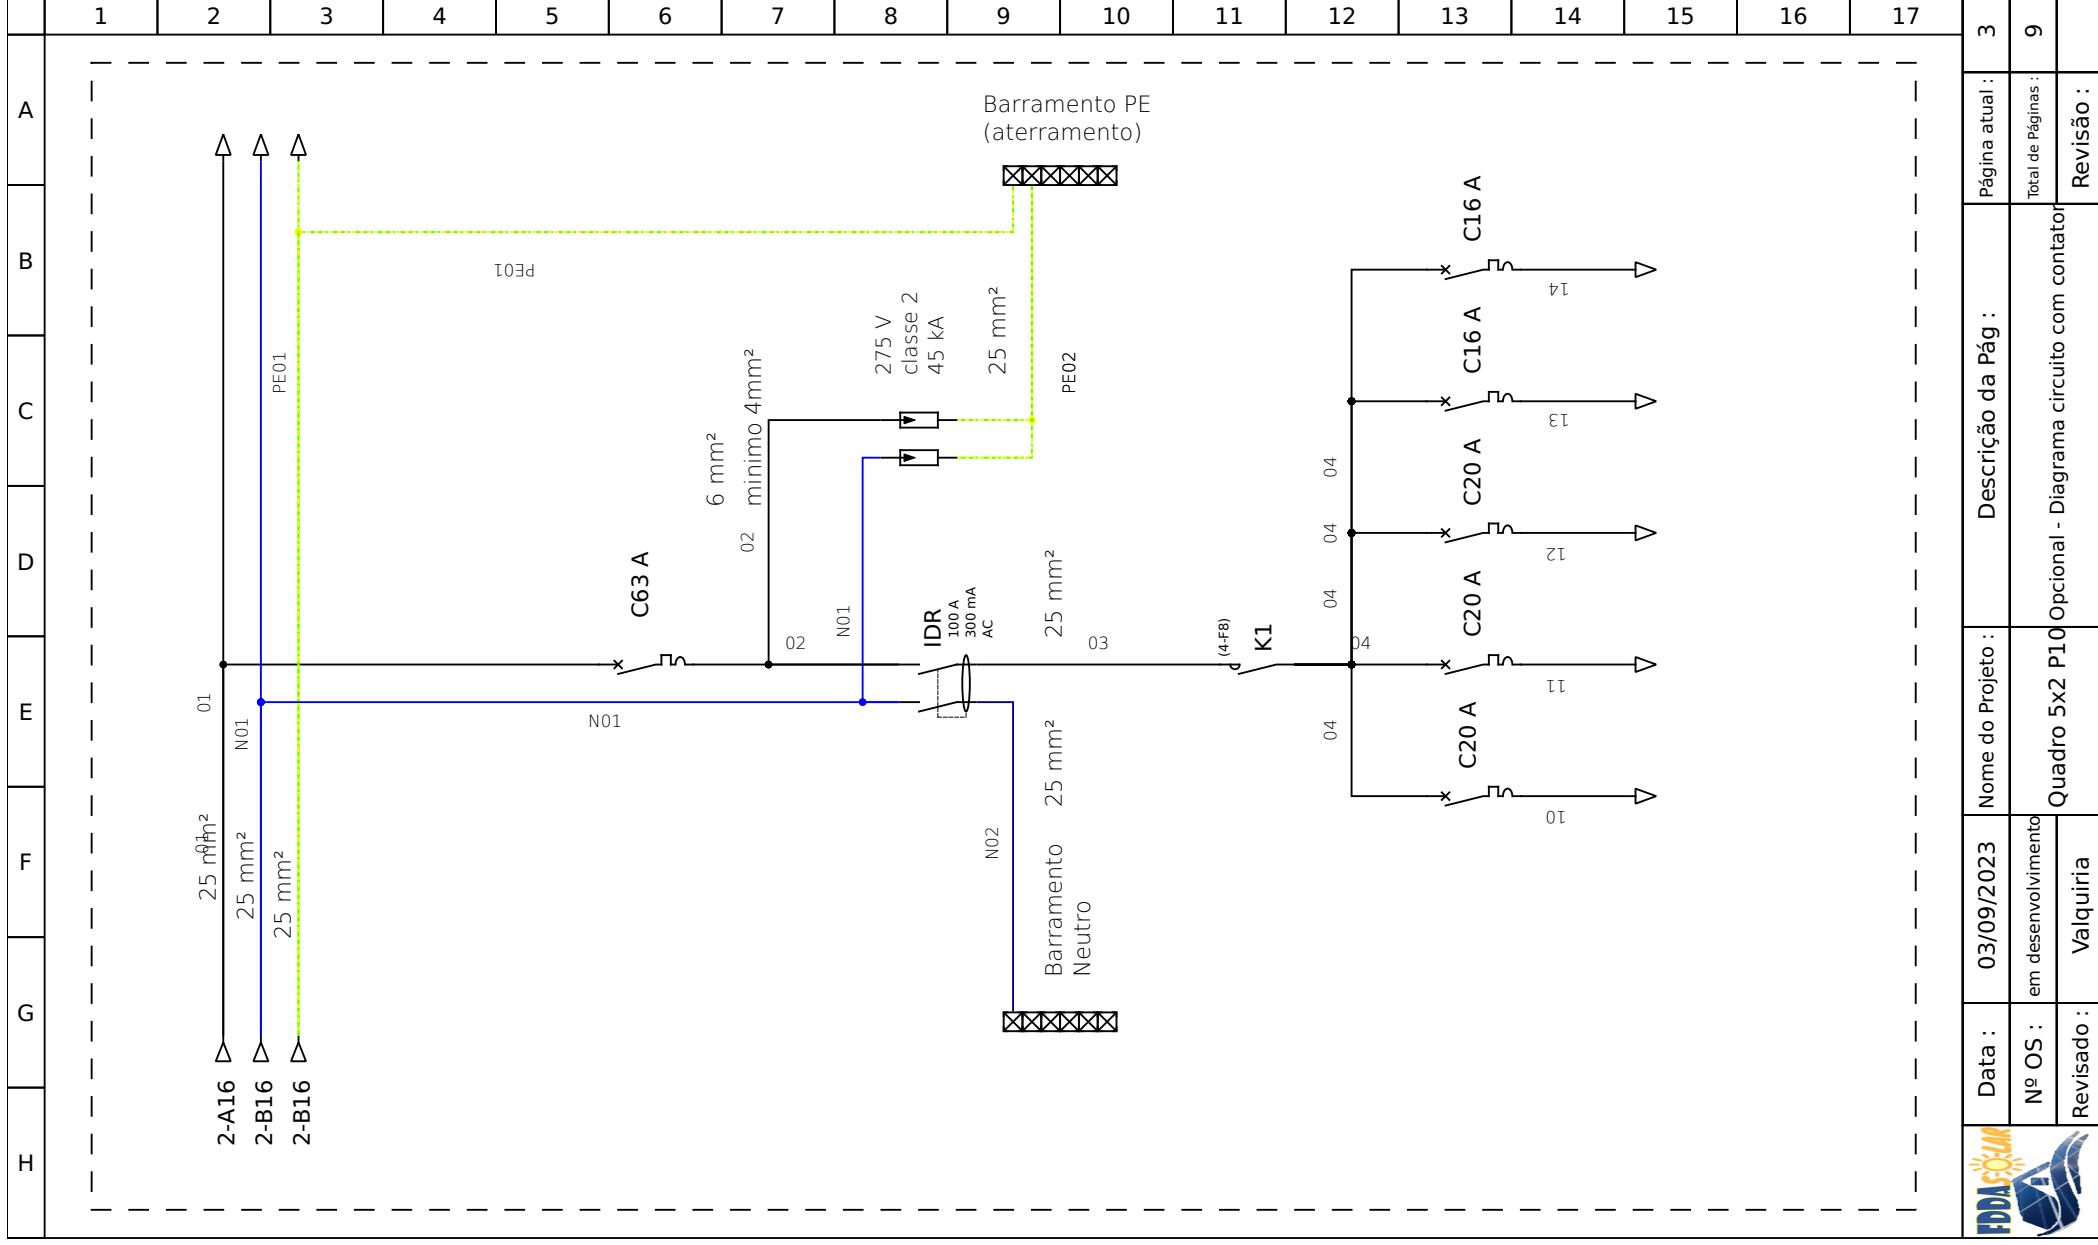 1
2
3
4
5
6
7
8
9
10
11
12
13
14
15
16
17
A
B
C
D
E
F
G
H
Barramento PE
(aterramento)
PE01
PE01
275 V
classe 2
45 kA
25 mm²
PE02
6 mm²
minimo 4mm²
02
C63 A
02
N01
IDR
100 A
300 mA
AC
25 mm²
03
(4-F8)
K1
04
04
04
04
04
C16 A
14
C16 A
13
C20 A
12
C20 A
11
C20 A
10
01
N01
N01
01
25 mm²
25 mm²
25 mm²
N02
25 mm²
Barramento
Neutro
2-A16
2-B16
2-B16
Página atual :
3
Total de Páginas :
9
Revisão :
Descrição da Pág :
Opcional - Diagrama circuito com contator
Nome do Projeto :
Quadro 5x2 P10
Data :
03/09/2023
Nº OS :
em desenvolvimento
Revisado :
Valquiria
FDDA SOLAR